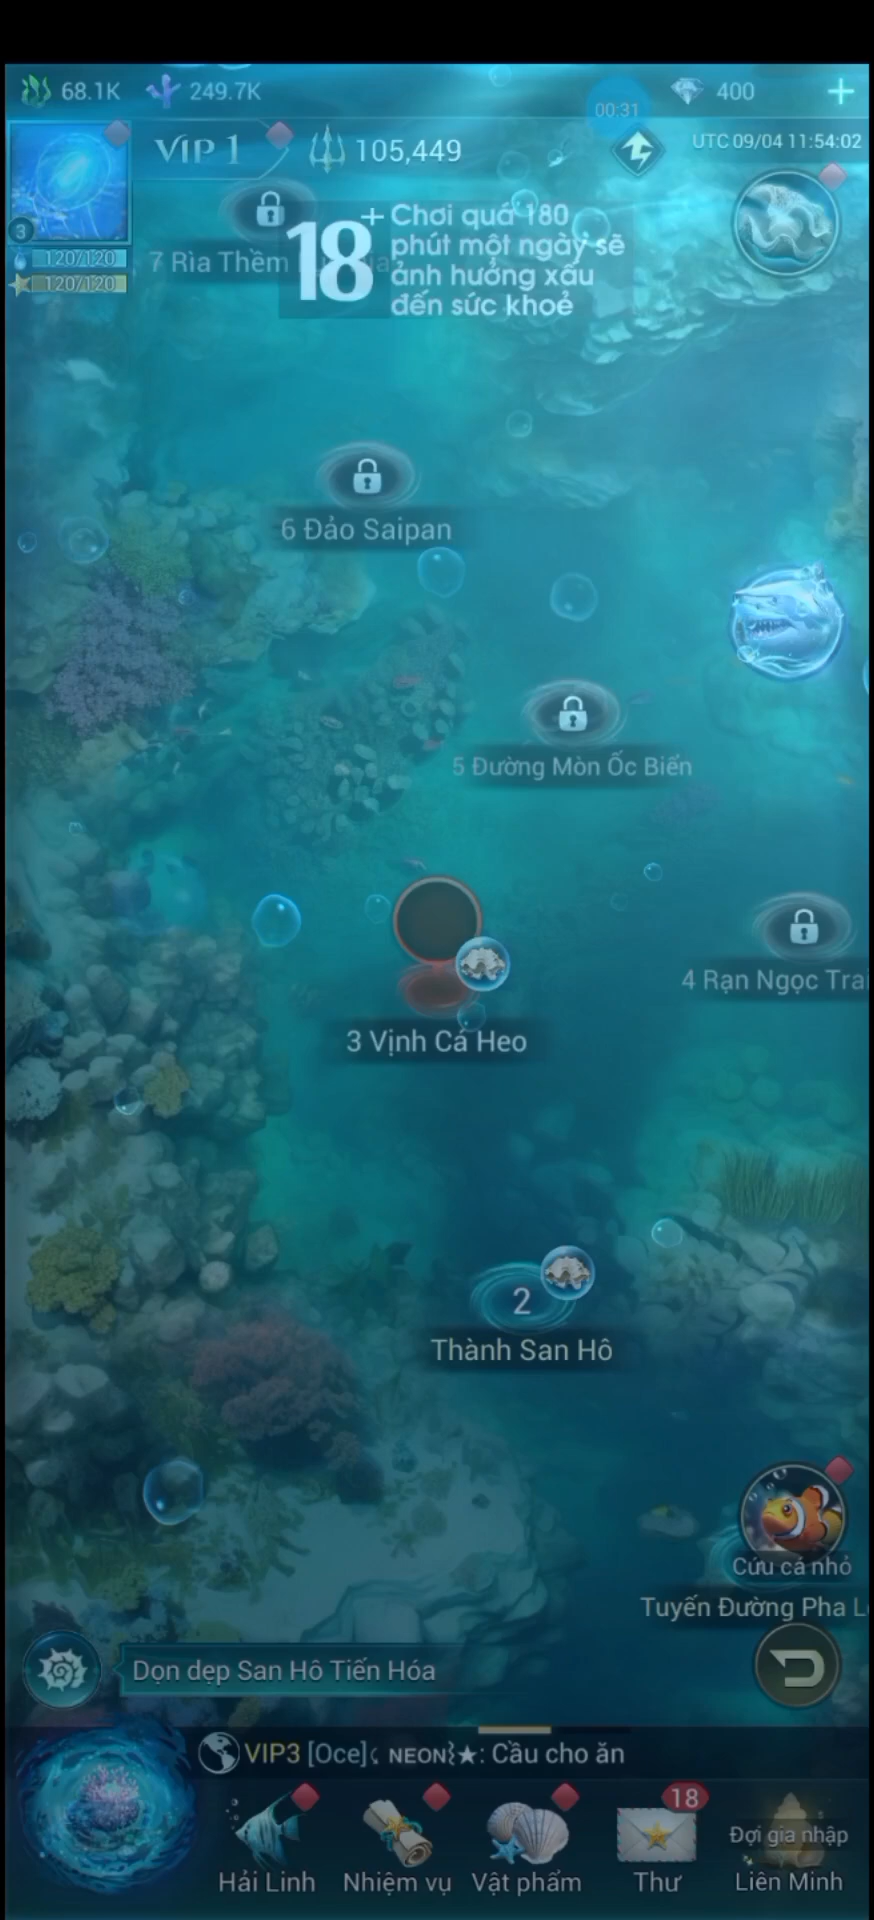 68.1K
249.7K
00:31
400
VIP 1
105,449
UTC 09/04 11:54:02
3
120/120
120/120
7 Rìa Thềm
18+
Chơi quá 180
phút một ngày sẽ
ảnh hưởng xấu
đến sức khoẻ
6 Đảo Saipan
5 Đường Mòn Ốc Biển
4 Rạn Ngọc Trai
3 Vịnh Cá Heo
2
Thành San Hô
Cứu cá nhỏ
Tuyến Đường Pha L
Dọn dẹp San Hô Tiến Hóa
VIP3 [Oce] NEON ★: Cầu cho ăn
18
Đợi gia nhập
Hải Linh
Nhiệm vụ
Vật phẩm
Thư
Liên Minh